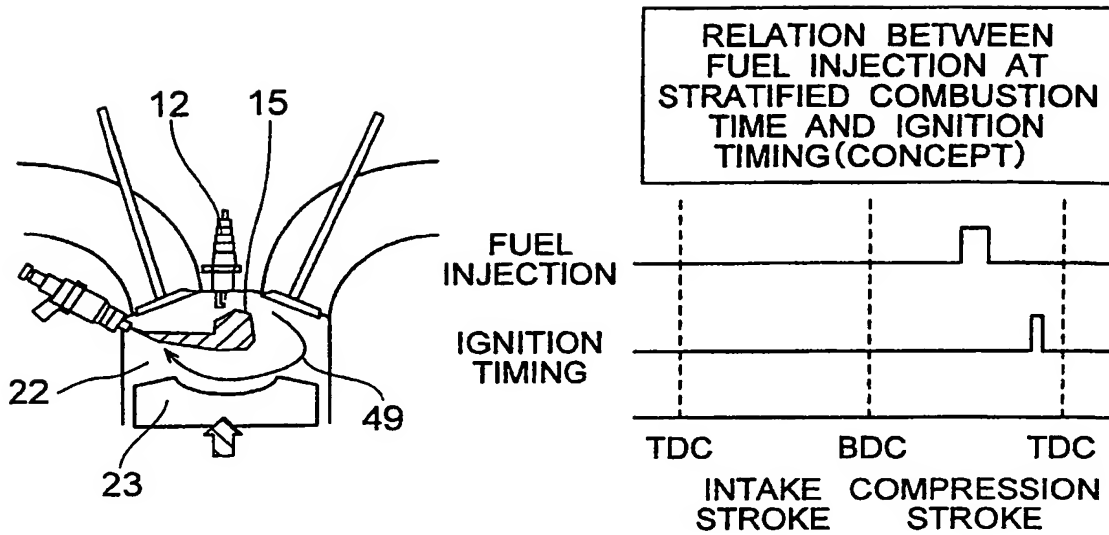 12
15
22
23
49
RELATION BETWEEN
FUEL INJECTION AT
STRATIFIED COMBUSTION
TIME AND IGNITION
TIMING(CONCEPT)
FUEL
INJECTION
IGNITION
TIMING
TDC
BDC
TDC
INTAKE
STROKE
COMPRESSION
STROKE